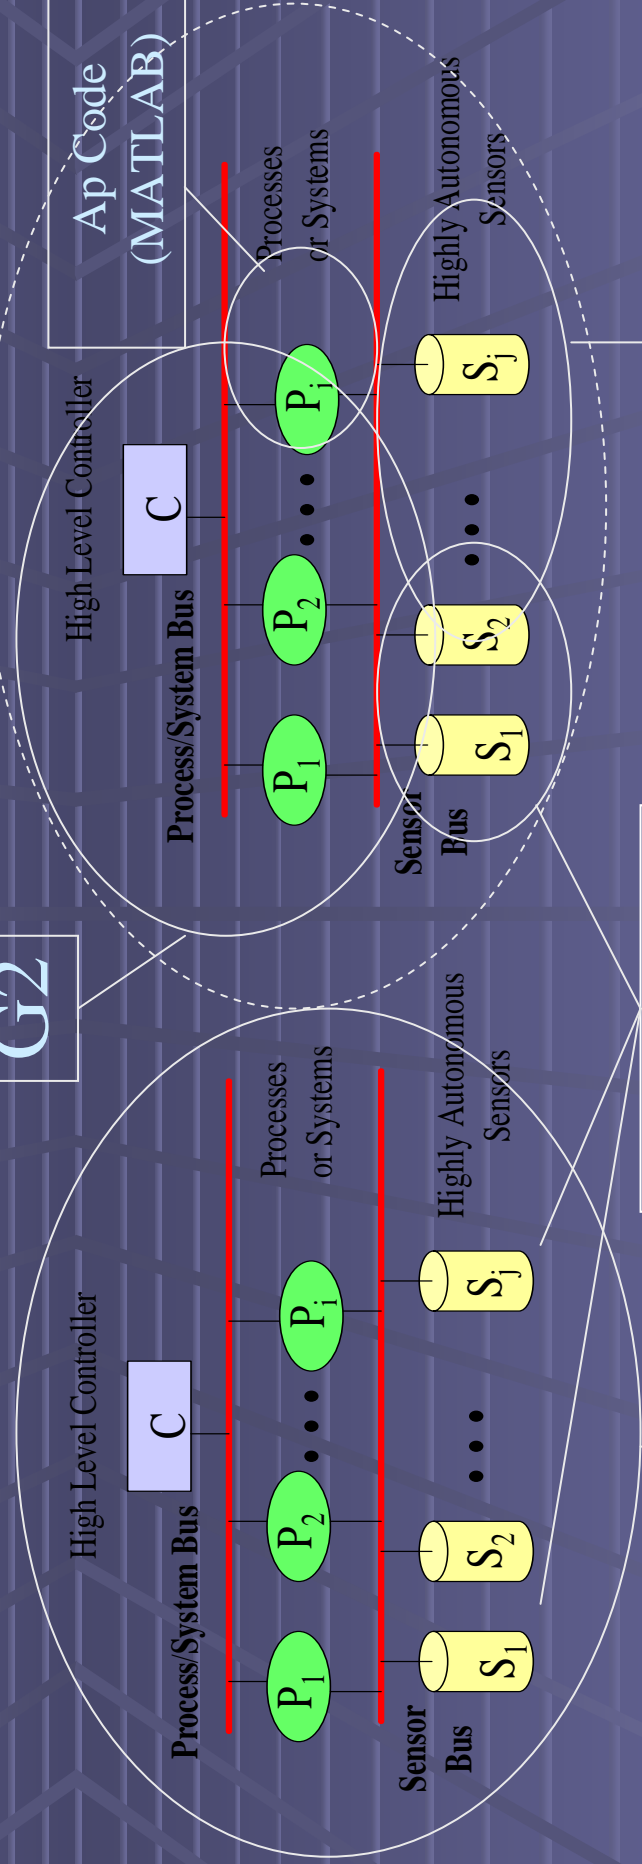 G2
Ap Code
(MATLAB)
High Level Controller
C
Process/System Bus
P1
P2
Pi
Processes
or Systems
Sensor
Bus
S1
S2
Sj
Highly Autonomous
Sensors
High Level Controller
C
Process/System Bus
P1
P2
Pi
Processes
or Systems
Sensor
Bus
S1
S2
Sj
Highly Autonomous
Sensors